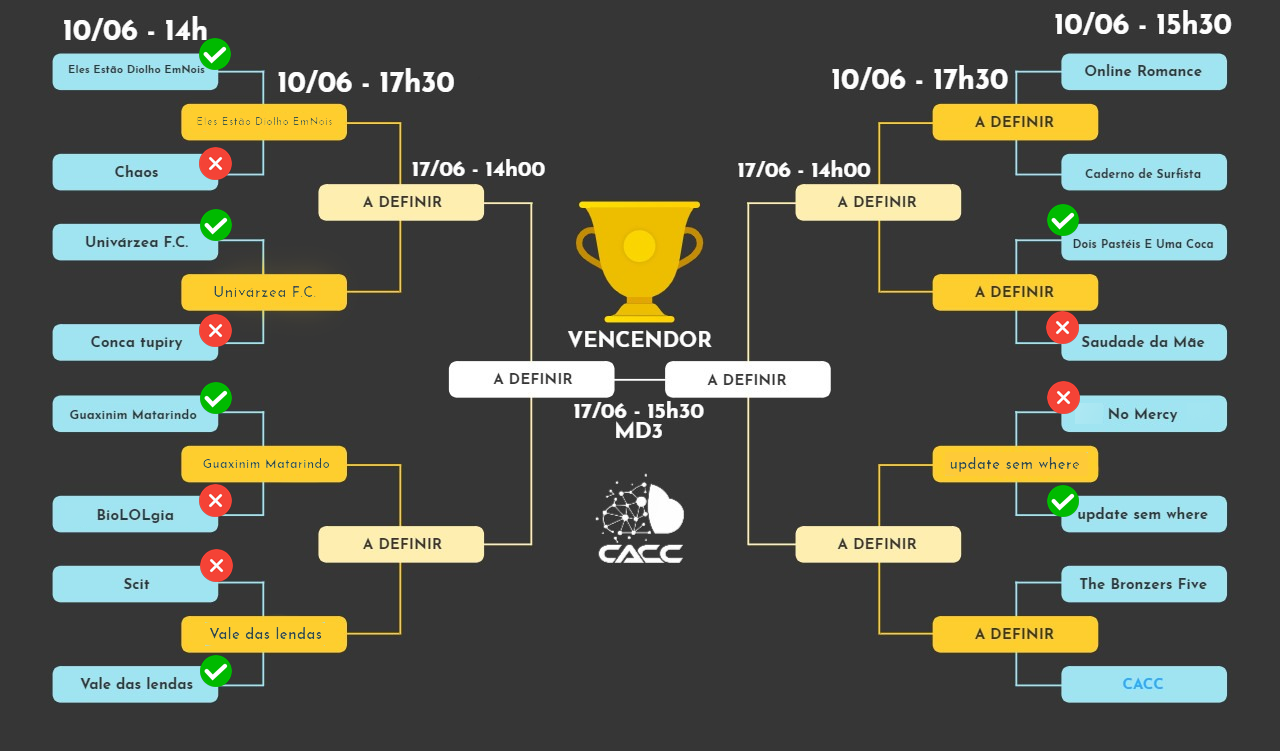 10/06 - 14h
10/06 - 15h30
Eles Estão Diolho EmNois
Online Romance
10/06 - 17h30
10/06 - 17h30
Eles Estão Diolho EmNois
A DEFINIR
Chaos
Caderno de Surfista
17/06 - 14h00
17/06 - 14h00
A DEFINIR
A DEFINIR
Univárzea F.C.
Dois Pastéis E Uma Coca
Univárzea F.C.
A DEFINIR
Conca tupiry
VENCENDOR
Saudade da Mãe
A DEFINIR
A DEFINIR
17/06 - 15h30
MD3
Guaxinim Matarindo
No Mercy
Guaxinim Matarindo
update sem where
BioLOLgia
update sem where
A DEFINIR
CACC
A DEFINIR
Scit
The Bronzers Five
Vale das lendas
A DEFINIR
Vale das lendas
CACC